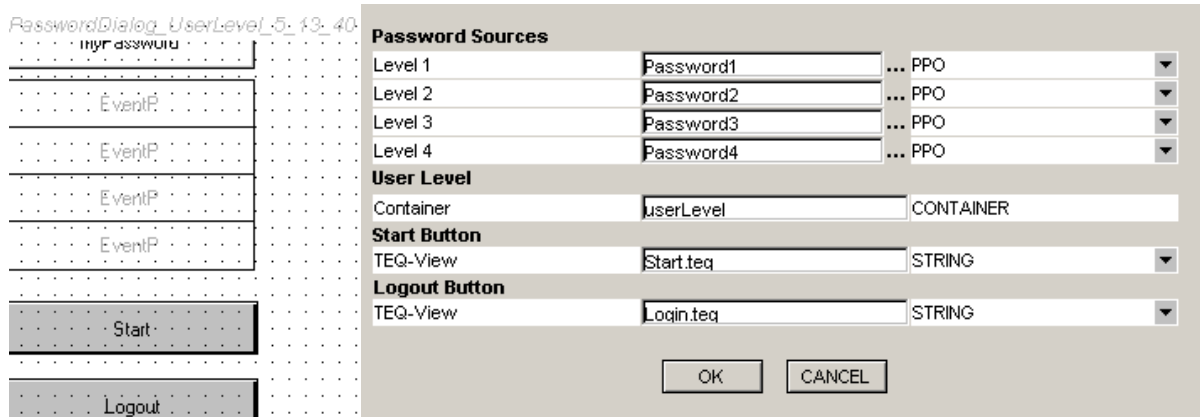 PasswordDialog_UserLevel_5_13_40
myPassword
EventP
EventP
EventP
EventP
Start
Logout
Password Sources
Level 1 Password1 ... PPO
Level 2 Password2 ... PPO
Level 3 Password3 ... PPO
Level 4 Password4 ... PPO
User Level
Container userLevel CONTAINER
Start Button
TEQ-View Start.teq STRING
Logout Button
TEQ-View Login.teq STRING
OK CANCEL